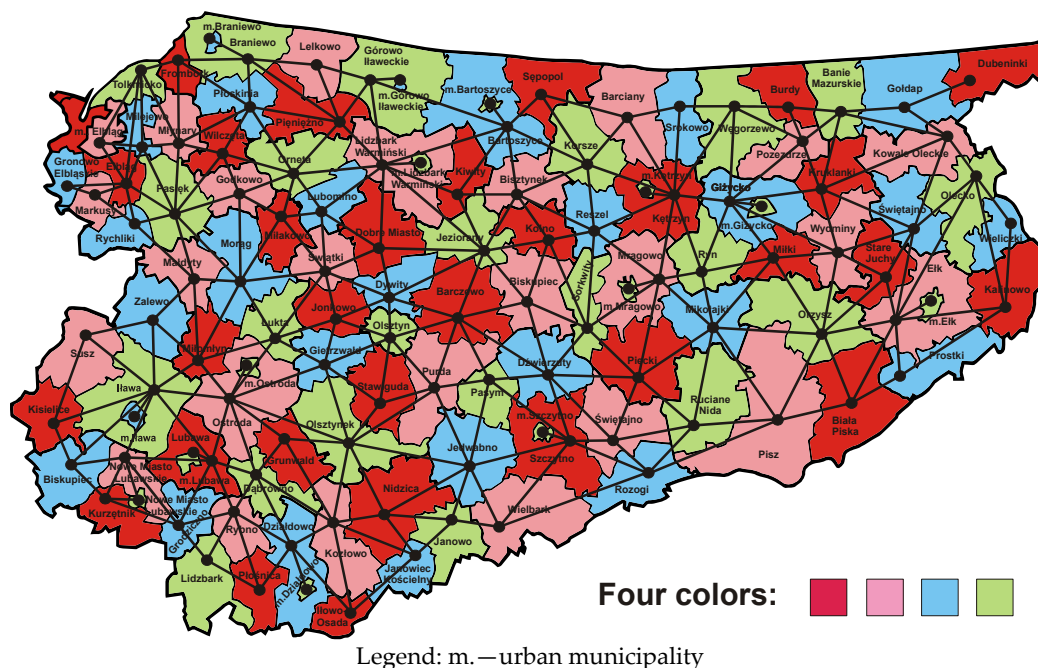 m.Braniewo
Braniewo
Lelkowo
Górowo
Iławeckie
Dubeninki
Frombork
Tolkmicko
Płoskinia
m.Górowo
Iławeckie
m.Bartoszyce
Sępopol
Barciany
Burdy
Banie
Mazurskie
Gołdap
Milejewo
Młynary
Wilczęta
Pieniężno
Lidzbark
Warmiński
Bartoszyce
Korsze
Srokowo
Węgorzewo
Pozezdrze
Kowale Oleckie
m. Elbląg
Elbląg
Gronowo
Elbląskie
Orneta
m.Lidzbark
Warmiński
Kiwity
Bisztynek
m.Kętrzyn
Kętrzyn
Giżycko
m.Giżycko
Kruklanki
Olecko
Markusy
Rychliki
Pasłęk
Godkowo
Lubomino
Miłakowo
Morąg
Dobre Miasto
Jeziorany
Kolno
Reszel
Świętajno
Wieliczki
Wydminy
Stare
Juchy
Małdyty
Świątki
Dywity
Barczewo
Biskupiec
Sorkwity
Mrągowo
m.Mrągowo
Ryn
Miłki
Ełk
m.Ełk
Kalinowo
Zalewo
Łukta
Jonkowo
Olsztyn
Mikołajki
Orzysz
Prostki
Susz
Miłomłyn
Gietrzwałd
Dźwierzuty
Piecki
m.Ostróda
Stawiguda
Purda
Pasym
Ruciane
Nida
Kisielice
Iława
m.Iława
Ostróda
Olsztynek
m.Szczytno
Świętajno
Biała
Piska
Lubawa
m.Lubawa
Grunwald
Jedwabno
Szczytno
Pisz
Biskupiec
Nowe Miasto
Lubawskie
Dąbrówno
Nidzica
Rozogi
Kurzętnik
Nowe Miasto
Lubawskie
Grodziczno
Rybno
Działdowo
Wielbark
Kozłowo
Janowo
Lidzbark
Płośnica
m.Działdowo
Janowiec
Kościelny
Iłowo
Osada
Four colors:
Legend: m.—urban municipality